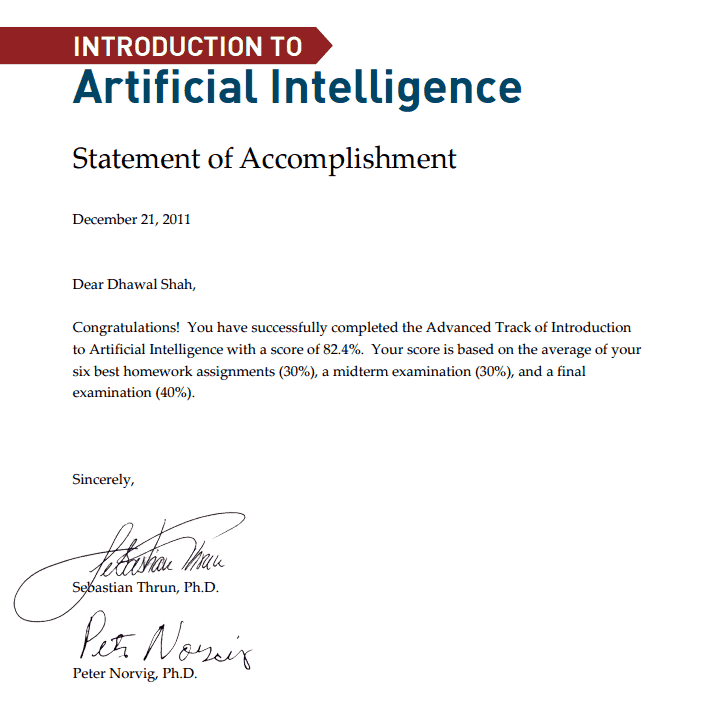 INTRODUCTION TO
Artificial Intelligence
Statement of Accomplishment
December 21, 2011
Dear Dhawal Shah,
Congratulations!  You have successfully completed the Advanced Track of Introduction
to Artificial Intelligence with a score of 82.4%.  Your score is based on the average of your
six best homework assignments (30%), a midterm examination (30%), and a final
examination (40%).
Sincerely,
Sebastian Thrun
Sebastian Thrun, Ph.D.
Peter Norvig
Peter Norvig, Ph.D.